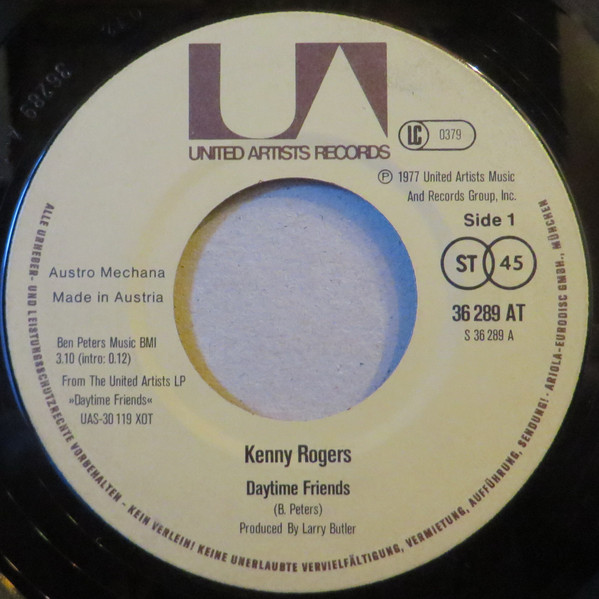 UA
UNITED ARTISTS RECORDS
LC 0379
℗ 1977 United Artists Music
And Records Group, Inc.
Side 1
ST 45
36 289 AT
S 36 289 A
Austro Mechana
Made in Austria
Ben Peters Music BMI
3.10 (intro: 0.12)
From The United Artists LP
»Daytime Friends«
UAS-30 119 XOT
Kenny Rogers
Daytime Friends
(B. Peters)
Produced By Larry Butler
ALLE URHEBER- UND LEISTUNGSSCHUTZRECHTE VORBEHALTEN - KEIN VERLEIH! KEINE UNERLAUBTE VERVIELFÄLTIGUNG, VERMIETUNG, AUFFÜHRUNG, SENDUNG! - ARIOLA-EURODISC GMBH., MÜNCHEN
36289